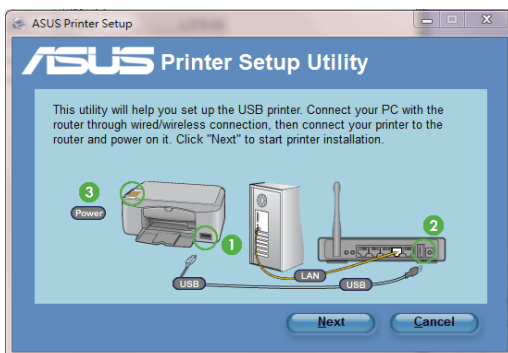 ASUS Printer Setup
ASUS Printer Setup Utility
This utility will help you set up the USB printer. Connect your PC with the
router through wired/wireless connection, then connect your printer to the
router and power on it. Click "Next" to start printer installation.
3
Power
1
2
LAN
USB
USB
Next
Cancel